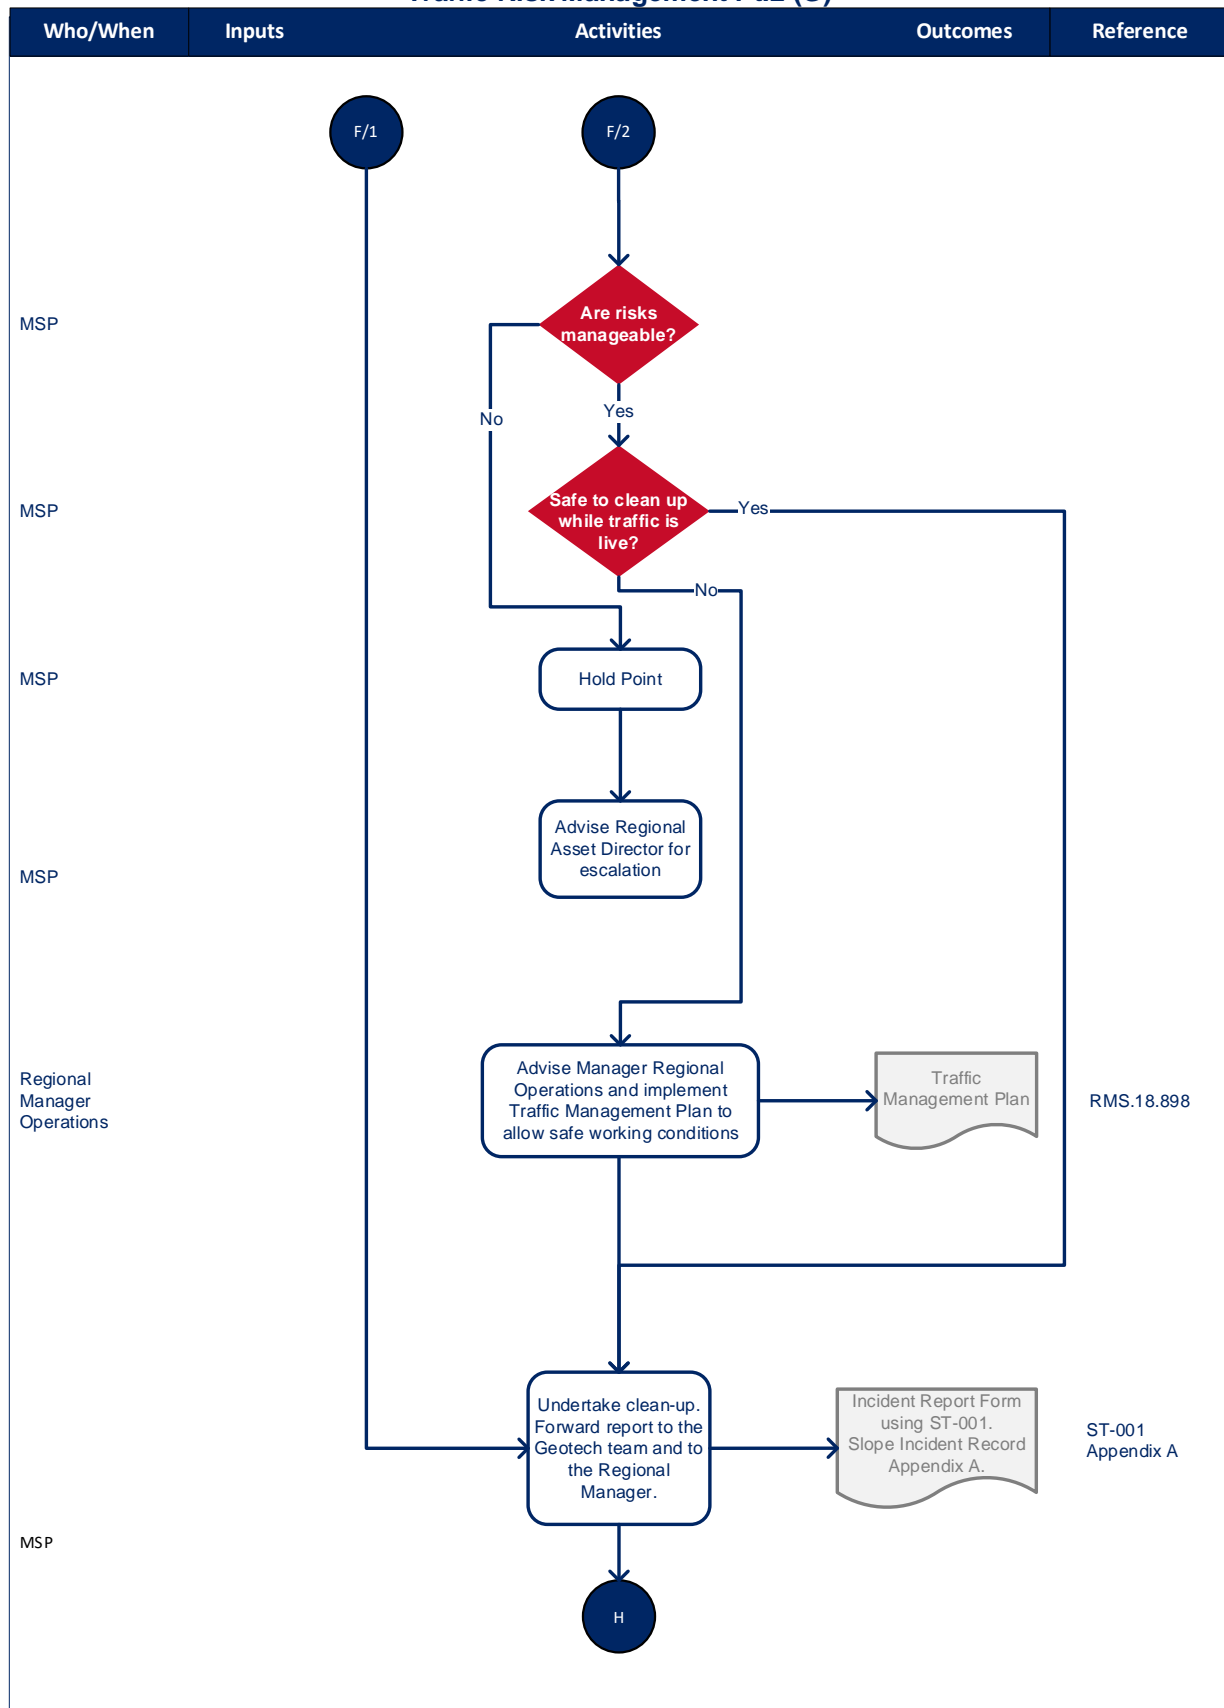 Who/When Inputs Activities Outcomes Reference
F/1
F/2
MSP
Are risks
manageable?
No
Yes
MSP
Safe to clean up
while traffic is
live?
Yes
No
MSP
Hold Point
MSP
Advise Regional
Asset Director for
escalation
Regional
Manager
Operations
Advise Manager Regional
Operations and implement
Traffic Management Plan to
allow safe working conditions
Traffic
Management Plan
RMS.18.898
Undertake clean-up.
Forward report to the
Geotech team and to
the Regional
Manager.
Incident Report Form
using ST-001.
Slope Incident Record
Appendix A.
ST-001
Appendix A
MSP
H